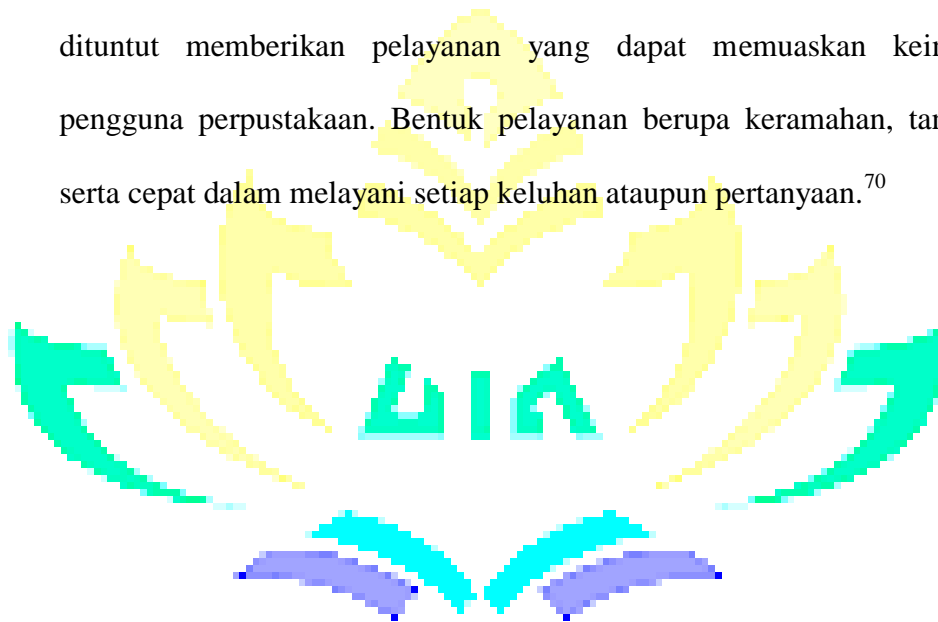 dituntut memberikan pelayanan yang dapat memuaskan
pengguna perpustakaan. Bentuk pelayanan berupa keramahan,
serta cepat dalam melayani setiap keluhan ataupun pertanyaan.70